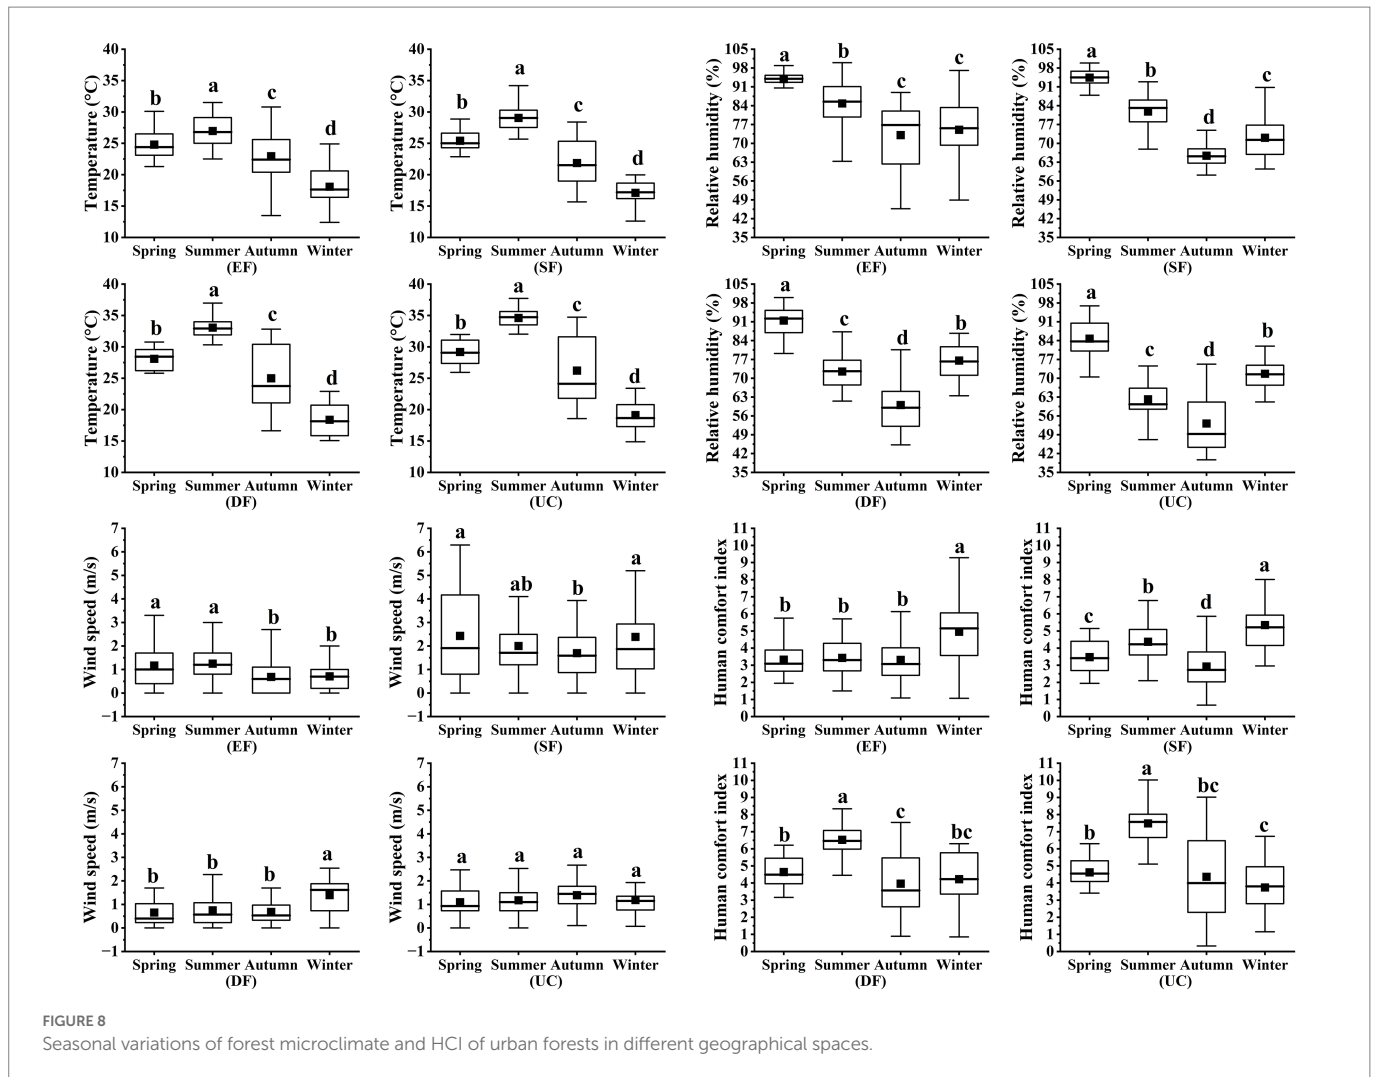 Temperature (°C)
40
35
30
25
20
15
10
b
a
c
d
Spring Summer Autumn Winter
(EF)
Temperature (°C)
40
35
30
25
20
15
10
b
a
c
d
Spring Summer Autumn Winter
(SF)
Relative humidity (%)
105
98
91
84
77
70
63
56
49
42
35
a
b
c
c
Spring Summer Autumn Winter
(EF)
Relative humidity (%)
105
98
91
84
77
70
63
56
49
42
35
a
b
d
c
Spring Summer Autumn Winter
(SF)
Temperature (°C)
40
35
30
25
20
15
10
b
a
c
d
Spring Summer Autumn Winter
(DF)
Temperature (°C)
40
35
30
25
20
15
10
b
a
c
d
Spring Summer Autumn Winter
(UC)
Relative humidity (%)
105
98
91
84
77
70
63
56
49
42
35
a
c
d
b
Spring Summer Autumn Winter
(DF)
Relative humidity (%)
105
98
91
84
77
70
63
56
49
42
35
a
c
d
b
Spring Summer Autumn Winter
(UC)
Wind speed (m/s)
7
6
5
4
3
2
1
0
−1
a
a
b
b
Spring Summer Autumn Winter
(EF)
Wind speed (m/s)
7
6
5
4
3
2
1
0
−1
a
ab
b
a
Spring Summer Autumn Winter
(SF)
Human comfort index
11
10
9
8
7
6
5
4
3
2
1
0
b
b
b
a
Spring Summer Autumn Winter
(EF)
Human comfort index
11
10
9
8
7
6
5
4
3
2
1
0
c
b
d
a
Spring Summer Autumn Winter
(SF)
Wind speed (m/s)
7
6
5
4
3
2
1
0
−1
b
b
b
a
Spring Summer Autumn Winter
(DF)
Wind speed (m/s)
7
6
5
4
3
2
1
0
−1
a
a
a
a
Spring Summer Autumn Winter
(UC)
Human comfort index
11
10
9
8
7
6
5
4
3
2
1
0
b
a
c
bc
Spring Summer Autumn Winter
(DF)
Human comfort index
11
10
9
8
7
6
5
4
3
2
1
0
b
a
bc
c
Spring Summer Autumn Winter
(UC)
FIGURE 8
Seasonal variations of forest microclimate and HCI of urban forests in different geographical spaces.